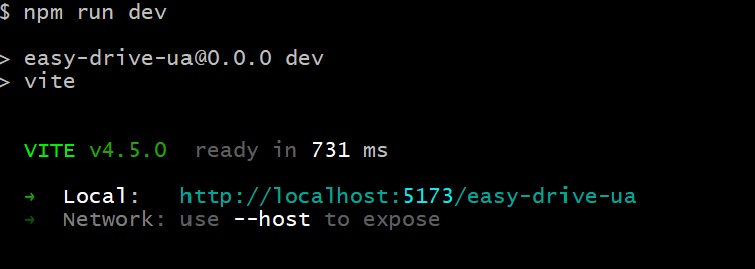 $ npm run dev
> easy-drive-ua@0.0.0 dev
> vite
VITE v4.5.0 ready in 731 ms
→ Local: http://localhost:5173/easy-drive-ua
→ Network: use --host to expose